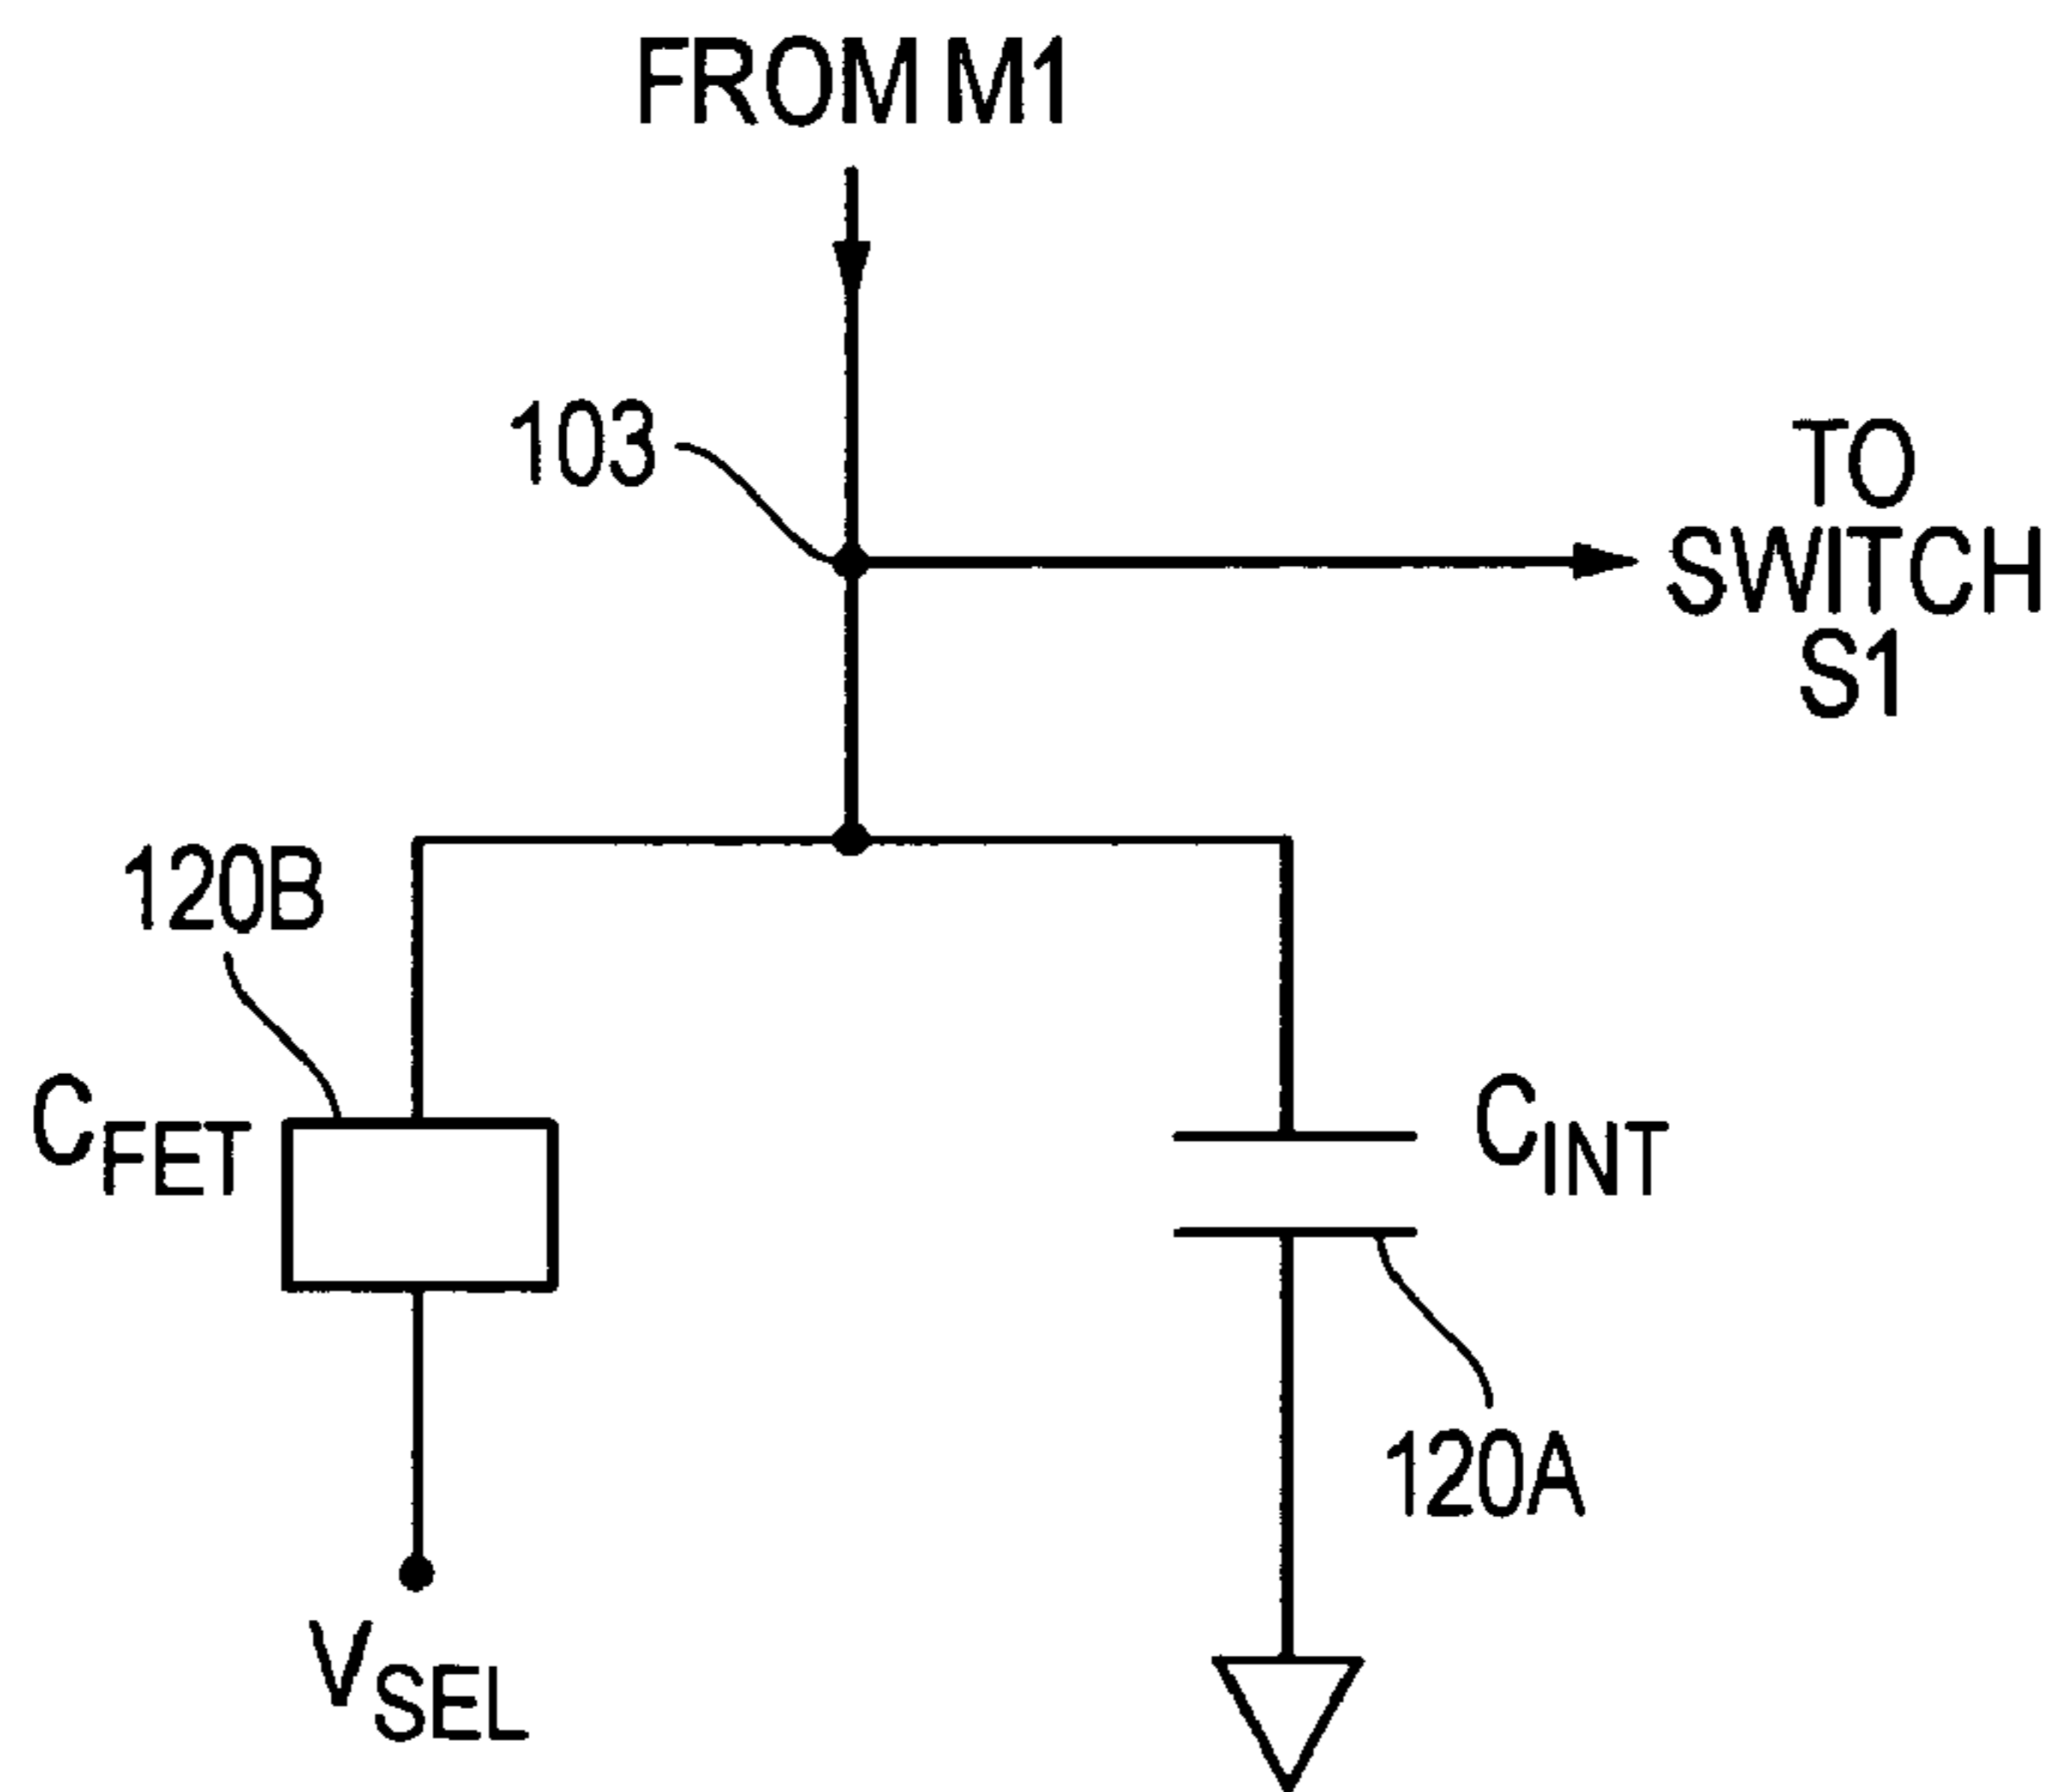 FROM M1
103
TO
SWITCH
S1
120B
CFET
CINT
120A
VSEL